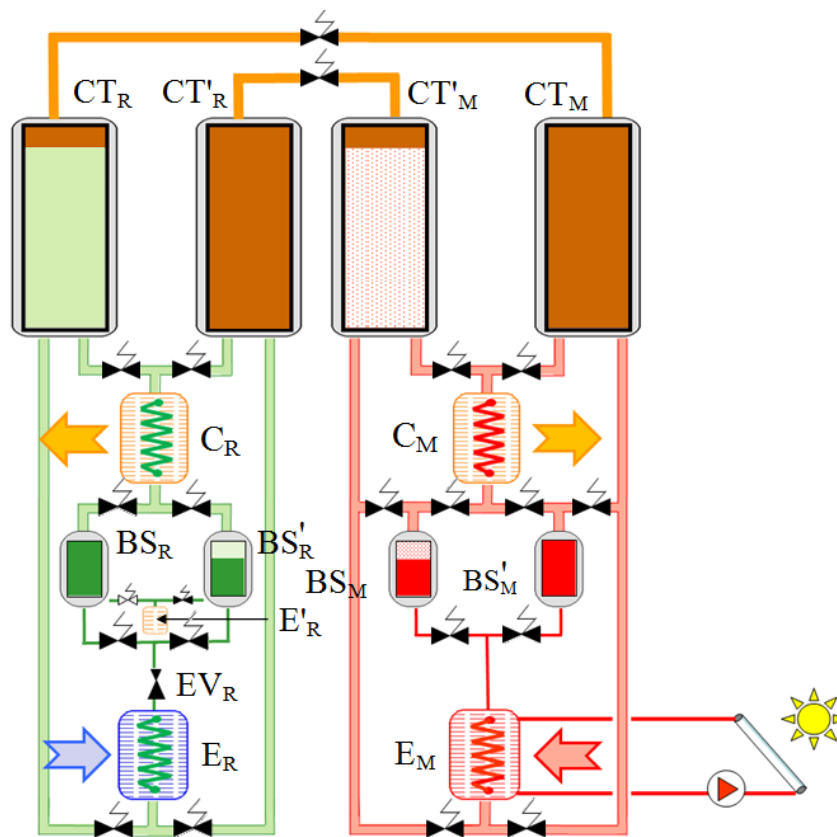 CT_R CT'_R CT'_M CT_M
C_R C_M
BS_R BS'_R BS_M BS'_M
E'_R
EV_R
E_R E_M